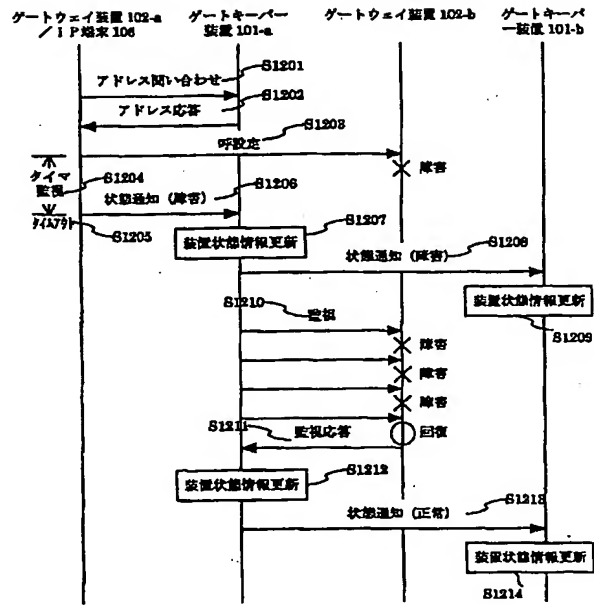 ゲートウェイ装置 102-a
／ＩＰ端末 106
ゲートキーパー
装置 101-a
ゲートウェイ装置 102-b
ゲートキーパ
ー装置 101-b
アドレス問い合わせ
S1201
アドレス応答
S1202
呼設定
S1203
障害
タイマ
監視
S1204
状態通知（障害）
S1206
タイムアウト
S1205
装置状態情報更新
S1207
状態通知（障害）
S1208
装置状態情報更新
S1209
S1210
監視
障害
障害
障害
S1211
監視応答
回復
装置状態情報更新
S1212
状態通知（正常）
S1213
装置状態情報更新
S1214